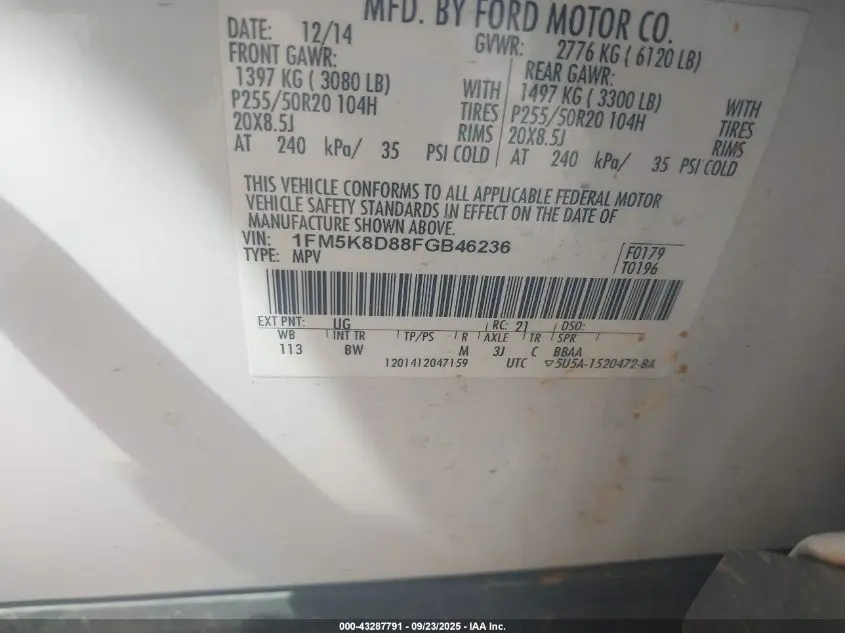 MFD. BY FORD MOTOR CO.
DATE: 12/14 GVWR: 2776 KG ( 6120 LB)
FRONT GAWR: REAR GAWR:
1397 KG ( 3080 LB) WITH 1497 KG ( 3300 LB) WITH
P255/50R20 104H TIRES P255/50R20 104H TIRES
20X8.5J RIMS 20X8.5J RIMS
AT 240 kPa/ 35 PSI COLD AT 240 kPa/ 35 PSI COLD
THIS VEHICLE CONFORMS TO ALL APPLICABLE FEDERAL MOTOR
VEHICLE SAFETY STANDARDS IN EFFECT ON THE DATE OF
MANUFACTURE SHOWN ABOVE.
VIN: 1FM5K8D88FGB46236 F0179
TYPE: MPV T0196
EXT PNT: UG RC: 21 DSO:
WB INT TR TP/PS R AXLE TR SPR
113 BW M 3J C BBAA
1201412047159 UTC ▽5U5A-1520472-BA
000-43287791 - 09/23/2025 - IAA Inc.